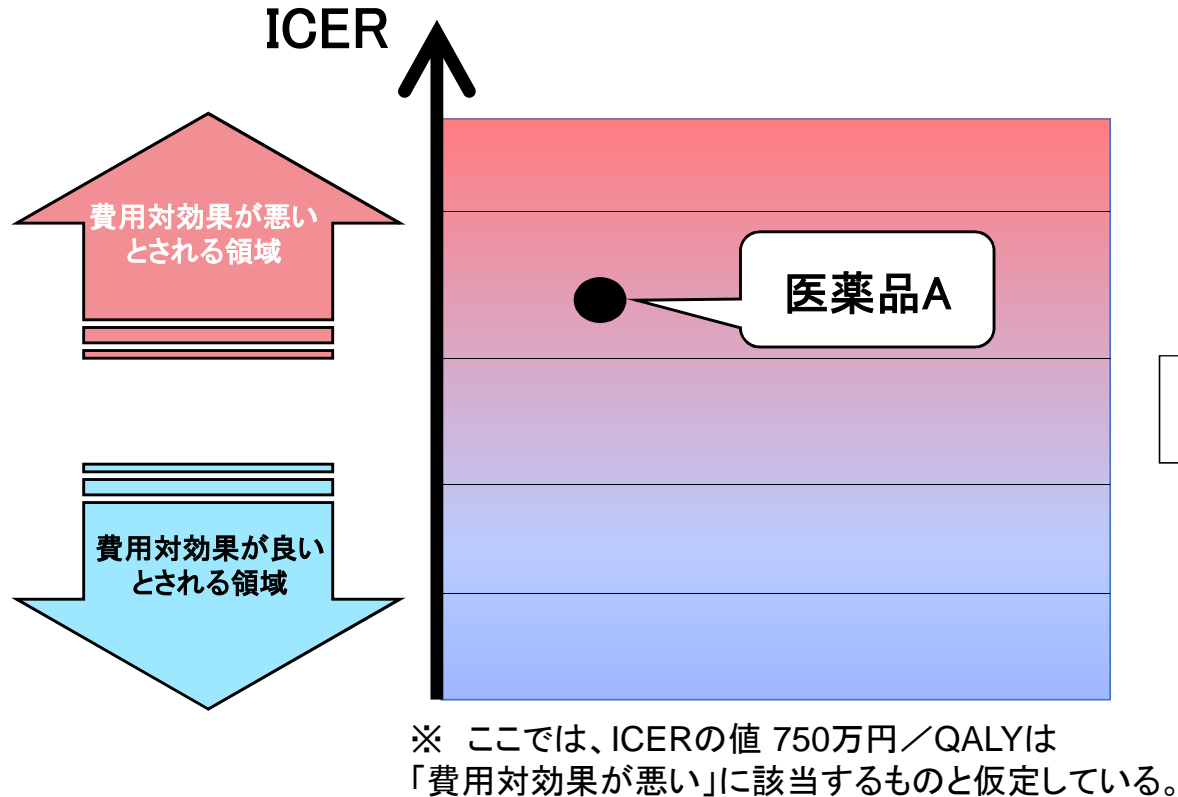 ICER
費用対効果が悪い
とされる領域
医薬品A
費用対効果が良い
とされる領域
※　ここでは、ICERの値 750万円／QALYは
「費用対効果が悪い」に該当するものと仮定している。